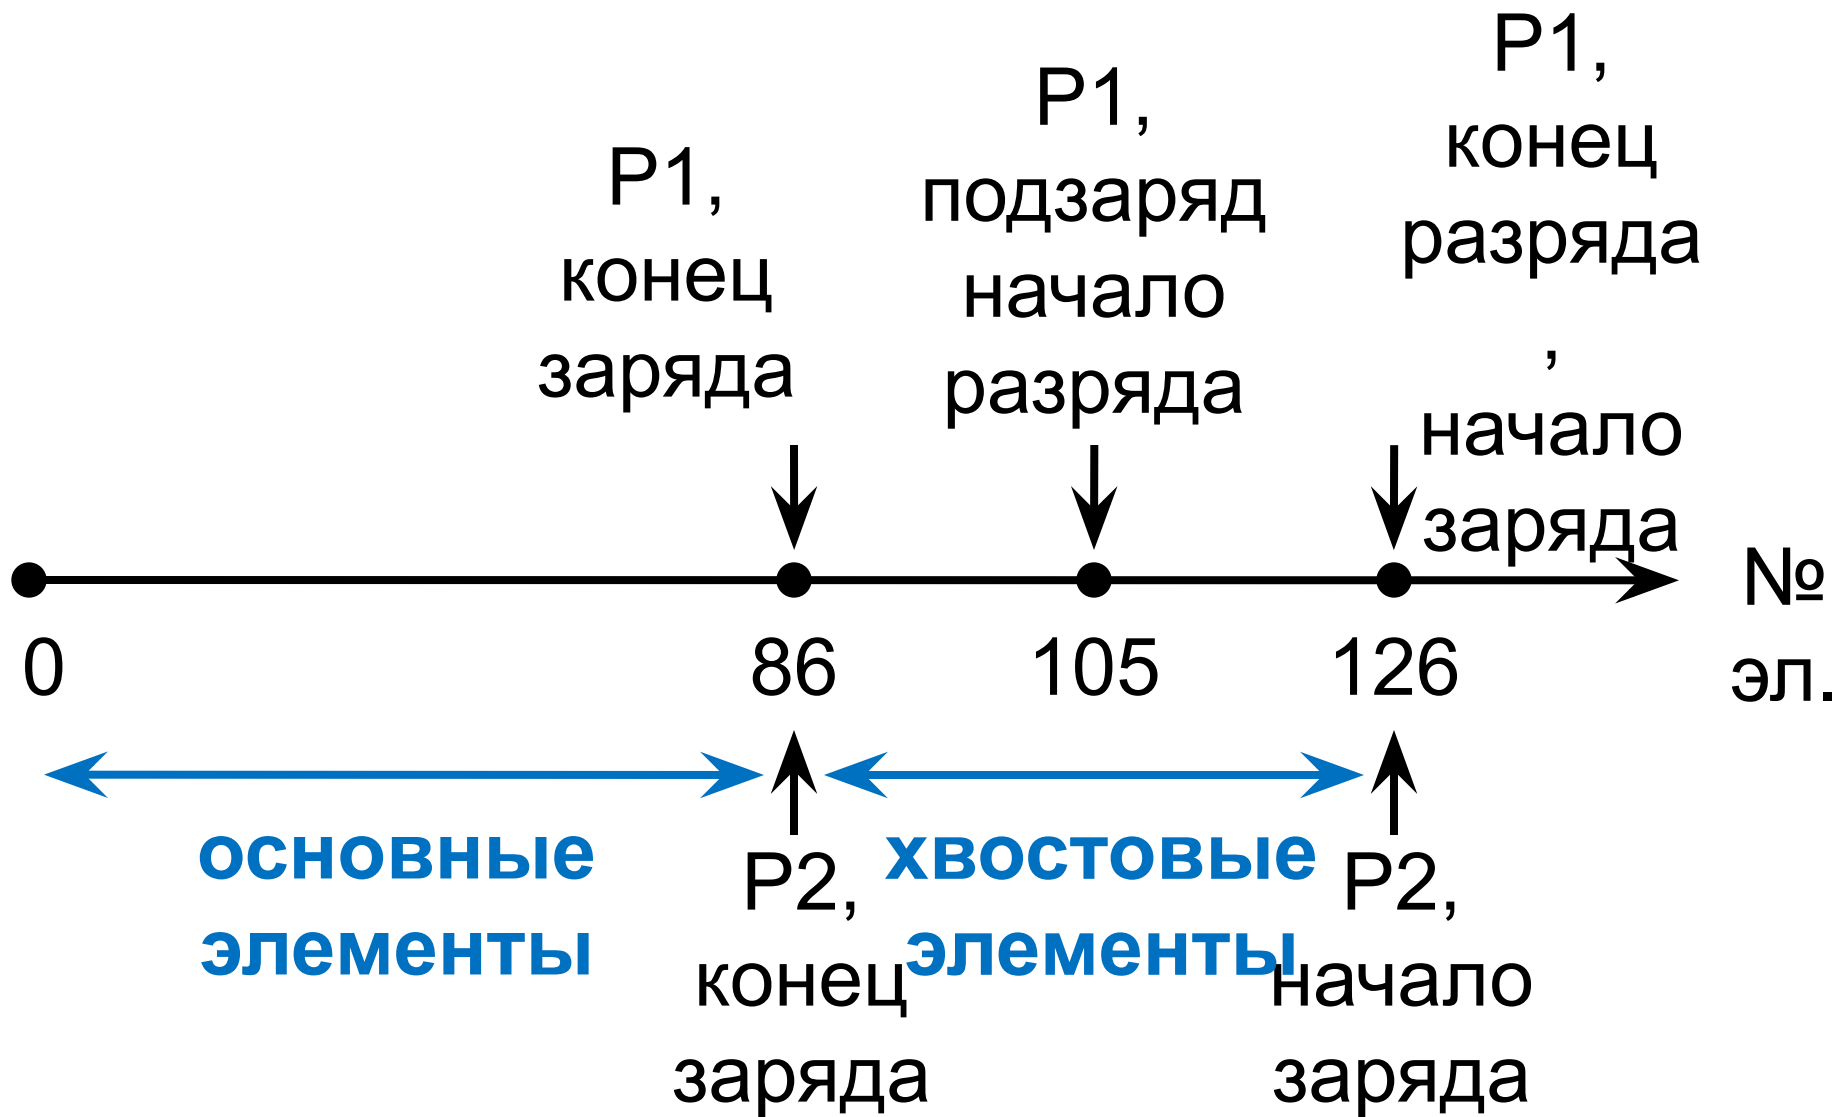 Р1,
конец
заряда
Р1,
подзаряд
начало
разряда
Р1,
конец
разряда
,
начало
заряда
№
эл.
0
86
105
126
основные
элементы
хвостовые
элементы
Р2,
конец
заряда
Р2,
начало
заряда